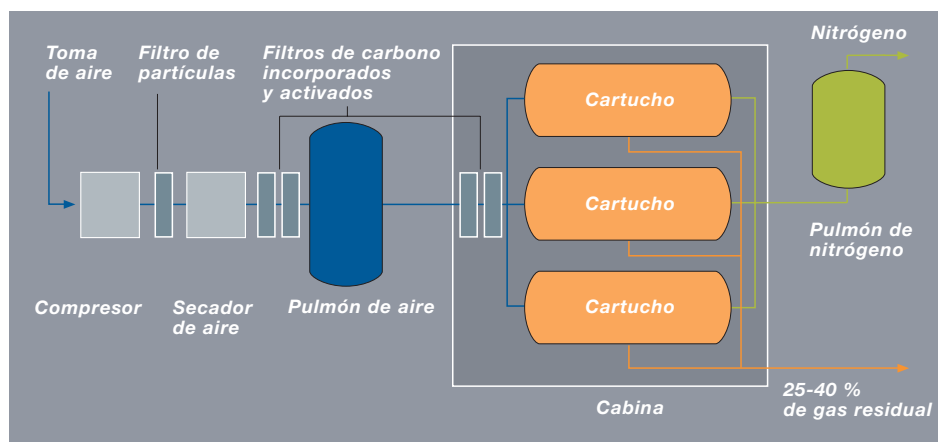 Toma
de aire
Filtro de
partículas
Filtros de carbono
incorporados
y activados
Nitrógeno
Cartucho
Cartucho
Cartucho
Pulmón de
nitrógeno
Compresor
Secador
de aire
Pulmón de aire
Cabina
25-40 %
de gas residual